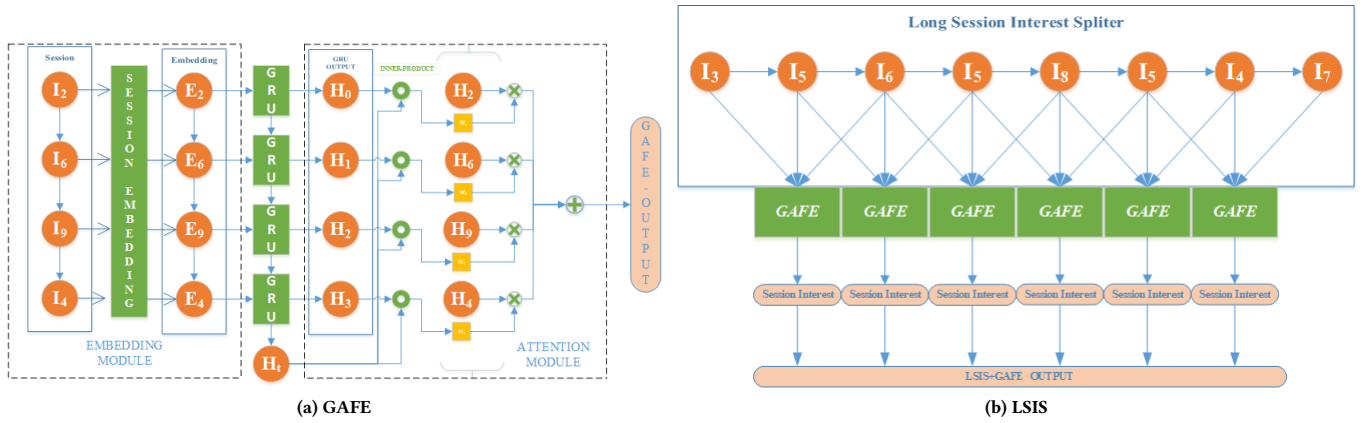 Session
Embedding
GRU
OUTPUT
INNER-PRODUCT
I2
I6
I9
I4
SESSION EMBEDDING
E2
E6
E9
E4
GRU
GRU
GRU
GRU
Ht
H0
H1
H2
H3
H2
H6
H9
H4
GAFE-OUTPUT
EMBEDDING
MODULE
ATTENTION
MODULE
(a) GAFE
Long Session Interest Spliter
I3 I5 I6 I5 I8 I5 I4 I7
GAFE GAFE GAFE GAFE GAFE GAFE
Session Interest Session Interest Session Interest Session Interest Session Interest Session Interest
LSIS+GAFE OUTPUT
(b) LSIS